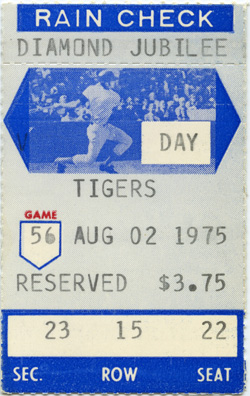 RAIN CHECK
DIAMOND JUBILEE
V DAY
TIGERS
GAME
56 AUG 02 1975
RESERVED $3.75
23 15 22
SEC. ROW SEAT